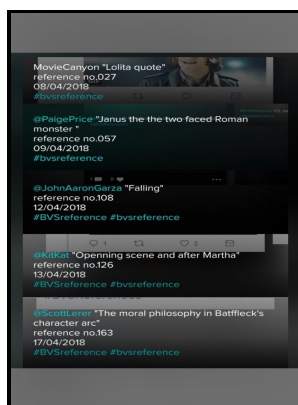 MovieCanyon "Lolita quote"
reference no.027
08/04/2018
#bvsreference
@PaigePrice "Janus the the two faced Roman
monster "
reference no.057
09/04/2018
#bvsreference
@JohnAaronGarza "Falling"
reference no.108
12/04/2018
#BVSreference #bvsreference
1
2
@KitKat "Openning scene and after Martha"
reference no.126
13/04/2018
#BVSreference #bvsreference
@ScottLerer "The moral philosophy in Battfleck's
character arc"
reference no.163
17/04/2018
#BVSreference #bvsreference